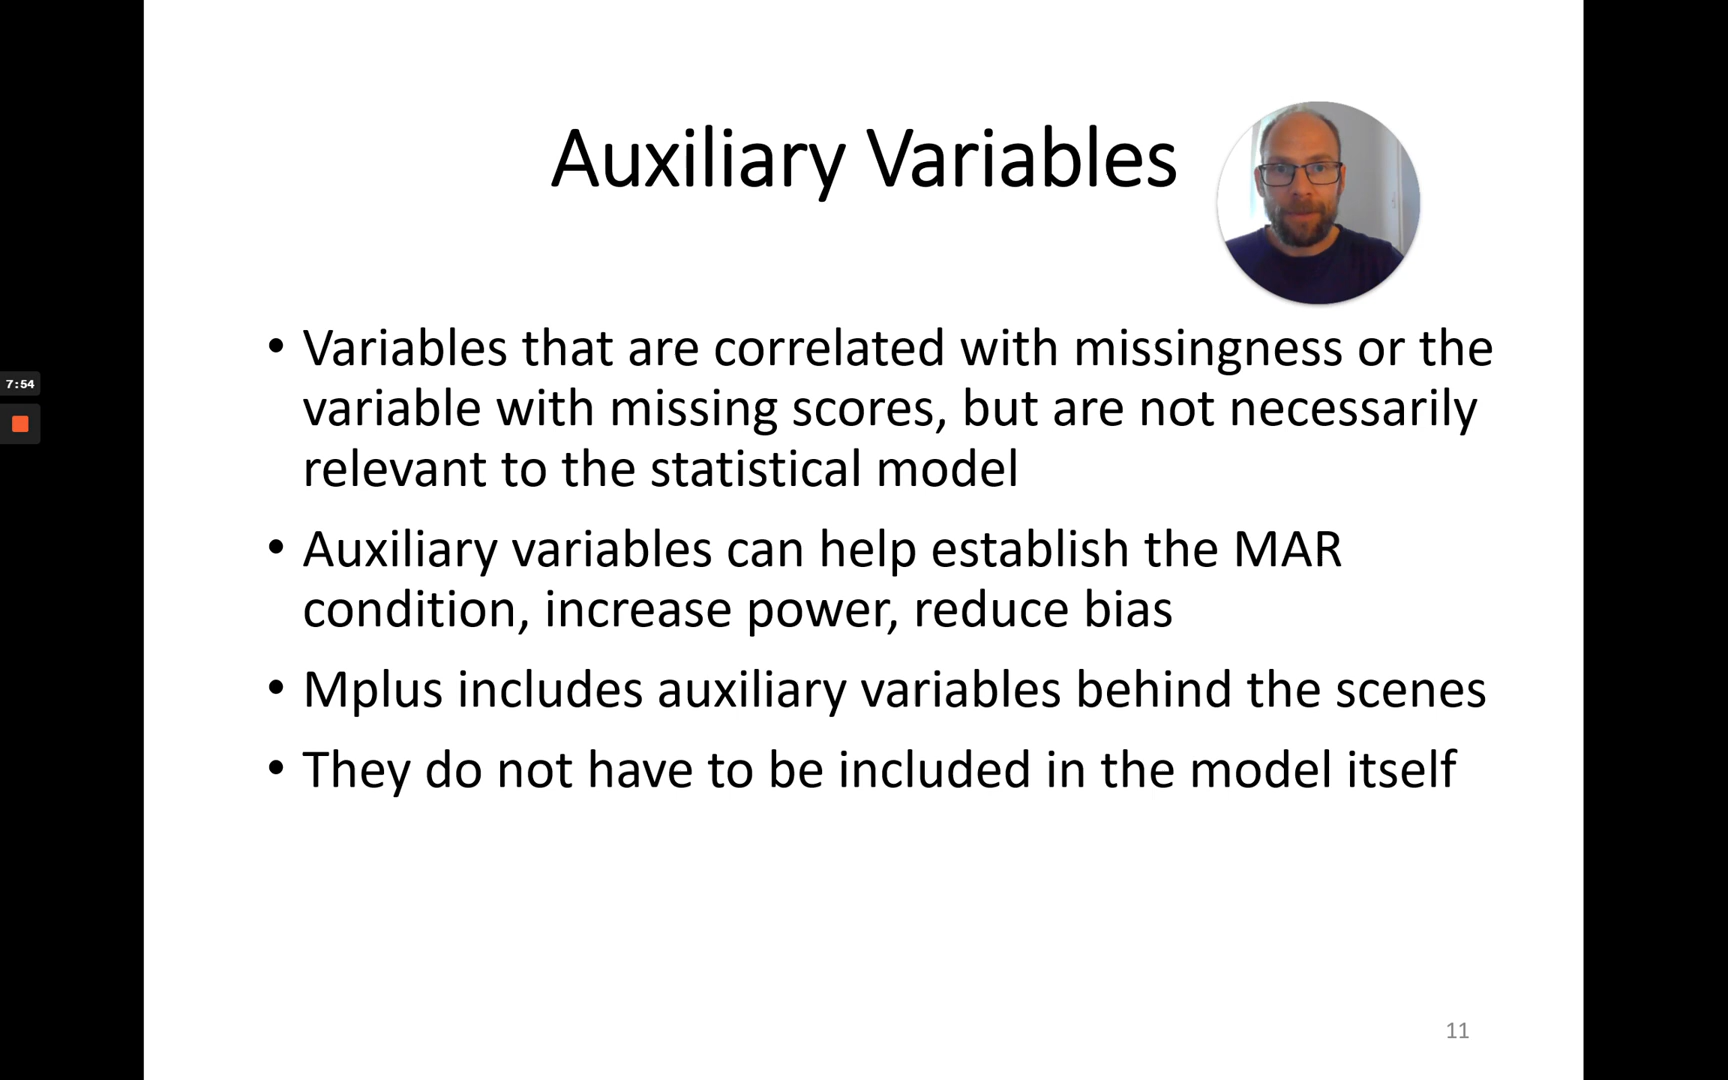 Auxiliary Variables
• Variables that are correlated with missingness or the
variable with missing scores, but are not necessarily
relevant to the statistical model
• Auxiliary variables can help establish the MAR
condition, increase power, reduce bias
• Mplus includes auxiliary variables behind the scenes
• They do not have to be included in the model itself
7:54
11